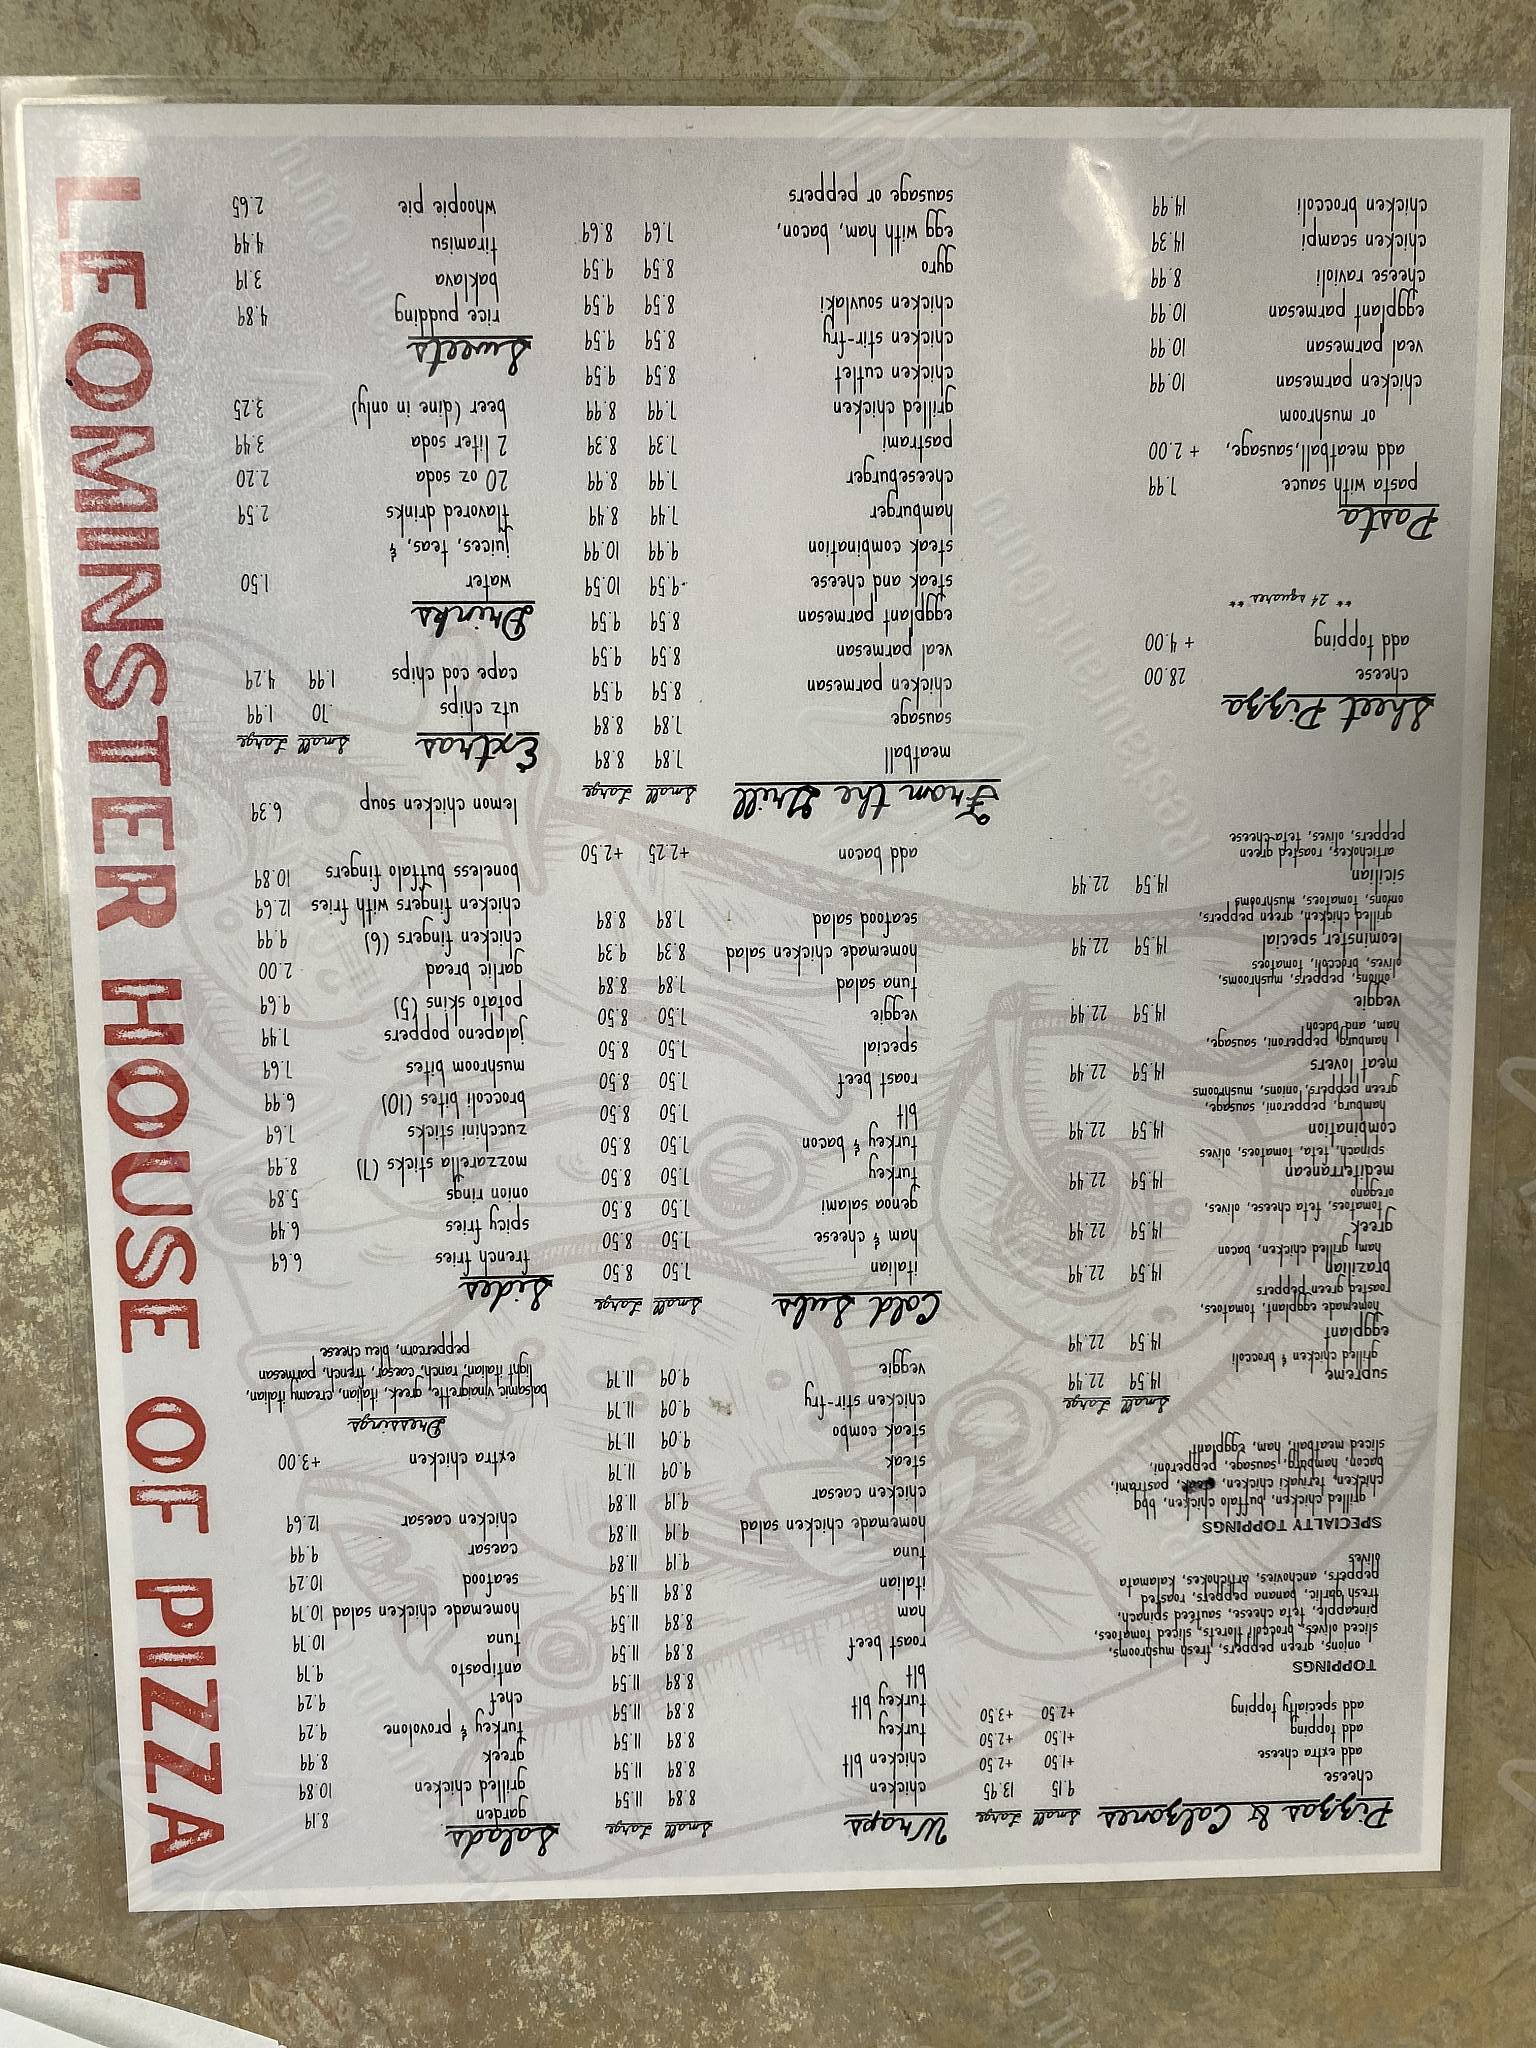 LEOMINSTER HOUSE OF PIZZA
Pizzas & Calzones Small Large
cheese 9.15 13.95
add extra cheese +1.50 +2.50
add topping +1.50 +2.50
add specialty topping +2.50 +3.50
TOPPINGS
onions, green peppers, fresh mushrooms,
sliced olives, broccoli florets, sliced tomatoes,
pineapple, feta cheese, sautéed spinach,
fresh garlic, banana peppers, roasted
peppers, anchovies, artichokes, kalamata
olives
SPECIALTY TOPPINGS
grilled chicken, buffalo chicken, bbq
chicken, teriyaki chicken, pastrami,
bacon, hamburg, sausage, pepperoni,
sliced meatball, ham, eggplant
Small Large
supreme 14.59 22.49
grilled chicken & broccoli
eggplant 14.59 22.49
homemade eggplant, tomatoes,
roasted green peppers
brazilian 14.59 22.49
ham, grilled chicken, bacon
greek 14.59 22.49
tomatoes, feta cheese, olives,
oregano
mediterranean 14.59 22.49
spinach, feta, tomatoes, olives
combination 14.59 22.49
hamburg, pepperoni, sausage,
green peppers, onions, mushrooms
meat lovers 14.59 22.49
hamburg, pepperoni, sausage,
ham, and bacon
veggie 14.59 22.49
onions, peppers, mushrooms,
olives, broccoli, tomatoes
leominster special 14.59 22.49
grilled chicken, green peppers,
onions, tomatoes, mushrooms
sicilian 14.59 22.49
artichokes, roasted green
peppers, olives, feta cheese
Sheet Pizza
cheese 28.00
add topping + 4.00
** 24 squares **
Pasta
pasta with sauce 7.99
add meatball, sausage, + 2.00
or mushroom
chicken parmesan 10.99
veal parmesan 10.99
eggplant parmesan 10.99
cheese ravioli 8.99
chicken scampi 14.39
chicken broccoli 14.99
Wraps Small Large
chicken 8.89 11.59
chicken blt 8.89 11.59
turkey 8.89 11.59
turkey blt 8.89 11.59
blt 8.89 11.59
roast beef 8.89 11.59
ham 8.89 11.59
italian 8.89 11.59
tuna 9.19 11.89
homemade chicken salad 9.19 11.89
chicken caesar 9.19 11.89
steak 9.09 11.79
steak combo 9.09 11.79
chicken stir-fry 9.09 11.79
veggie 9.09 11.79
Cold Subs Small Large
italian 7.50 8.50
ham & cheese 7.50 8.50
genoa salami 7.50 8.50
turkey 7.50 8.50
turkey & bacon 7.50 8.50
blt 7.50 8.50
roast beef 7.50 8.50
special 7.50 8.50
veggie 7.50 8.50
tuna salad 7.89 8.89
homemade chicken salad 8.39 9.39
seafood salad 7.89 8.89
add bacon +2.25 +2.50
From the Grill Small Large
meatball 7.89 8.89
sausage 7.89 8.89
chicken parmesan 8.59 9.59
veal parmesan 8.59 9.59
eggplant parmesan 8.59 9.59
steak and cheese 9.59 10.59
steak combination 9.99 10.99
hamburger 7.49 8.49
cheeseburger 7.99 8.99
pastrami 7.39 8.39
grilled chicken 7.99 8.99
chicken cutlet 8.59 9.59
chicken stir-fry 8.59 9.59
chicken souvlaki 8.59 9.59
gyro 8.59 9.59
egg with ham, bacon, 7.69 8.69
sausage or peppers
Salads
garden 8.19
grilled chicken 10.89
greek 8.99
turkey & provolone 9.29
chef 9.29
antipasto 9.79
tuna 10.79
homemade chicken salad 10.79
seafood 10.29
caesar 9.99
chicken caesar 12.69
extra chicken +3.00
Dressings
balsamic vinaigrette, greek, italian, creamy italian,
light italian, ranch, caesar, french, parmesan
peppercorn, bleu cheese
Sides
french fries 6.69
spicy fries 6.99
onion rings 5.89
mozzarella sticks (7) 8.99
zucchini sticks 7.69
broccoli bites (10) 6.99
mushroom bites 7.69
jalapeno poppers 7.99
potato skins (5) 9.69
garlic bread 2.00
chicken fingers (6) 9.99
chicken fingers with fries 12.69
boneless buffalo fingers 10.89
lemon chicken soup 6.39
Extras Small Large
utz chips .70 1.99
cape cod chips 1.99 4.29
Drinks
water 1.50
juices, teas, &
flavored drinks 2.59
20 oz soda 2.20
2 liter soda 3.49
beer (dine in only) 3.25
Sweets
rice pudding 4.89
baklava 3.19
tiramisu 4.49
whoopie pie 2.65
Restaurant Guru